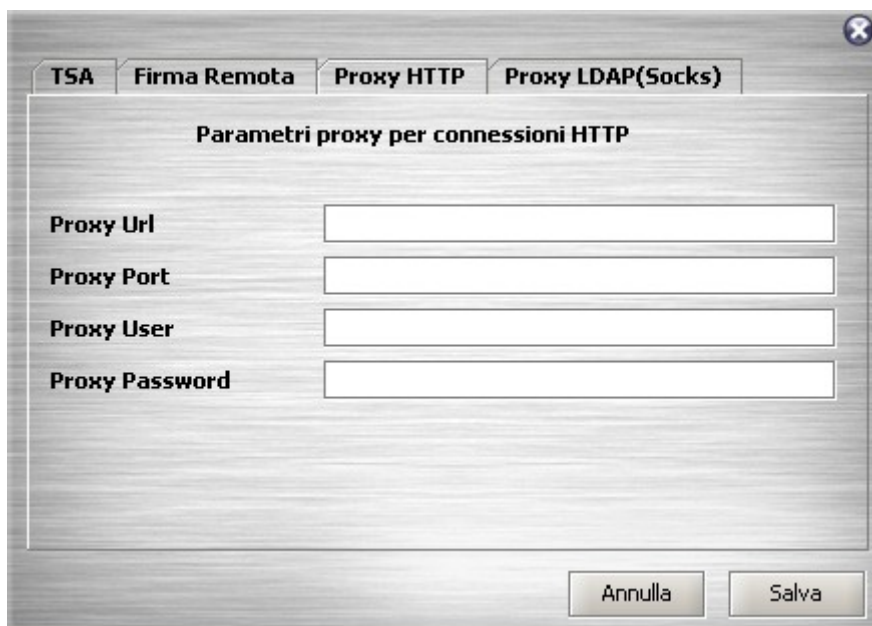 TSA Firma Remota Proxy HTTP Proxy LDAP(Socks)
Parametri proxy per connessioni HTTP
Proxy Url
Proxy Port
Proxy User
Proxy Password
Annulla Salva